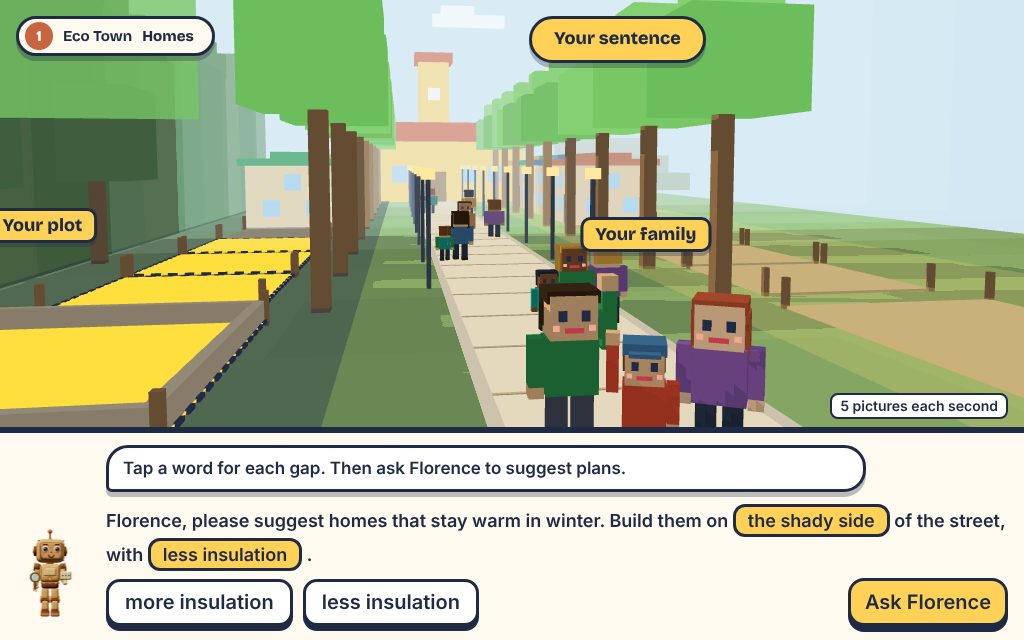 1 Eco Town Homes
Your sentence
Your plot
Your family
5 pictures each second
Tap a word for each gap. Then ask Florence to suggest plans.
Florence, please suggest homes that stay warm in winter. Build them on the shady side of the street,
with less insulation .
more insulation less insulation Ask Florence